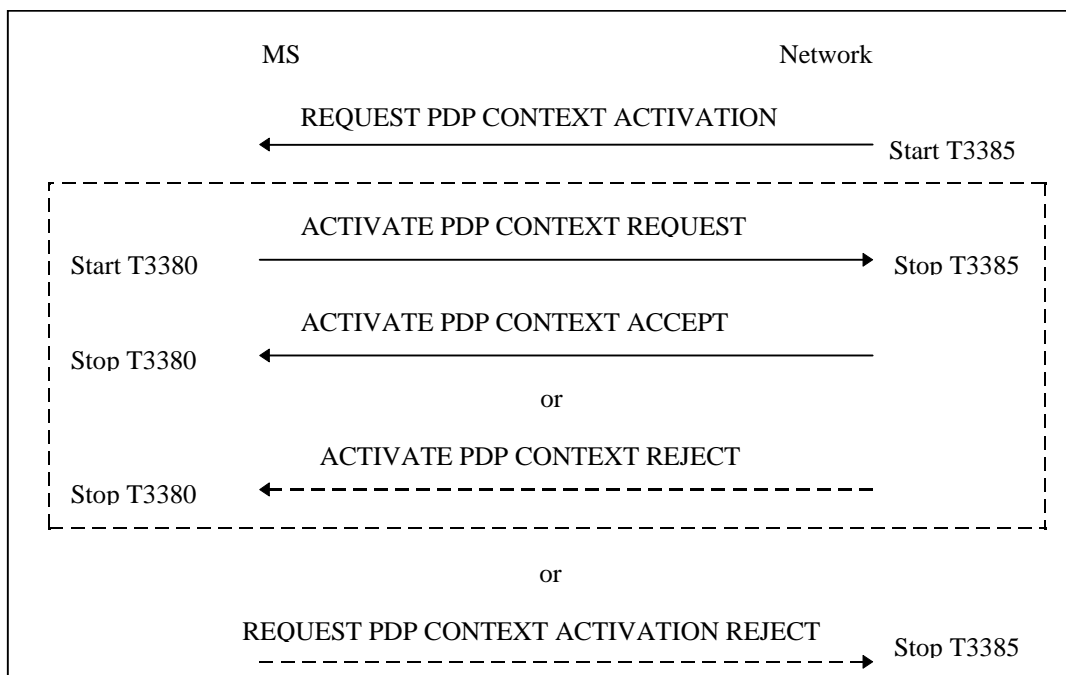 MS Network
REQUEST PDP CONTEXT ACTIVATION
Start T3385
ACTIVATE PDP CONTEXT REQUEST
Start T3380 Stop T3385
ACTIVATE PDP CONTEXT ACCEPT
Stop T3380
or
ACTIVATE PDP CONTEXT REJECT
Stop T3380
or
REQUEST PDP CONTEXT ACTIVATION REJECT
Stop T3385